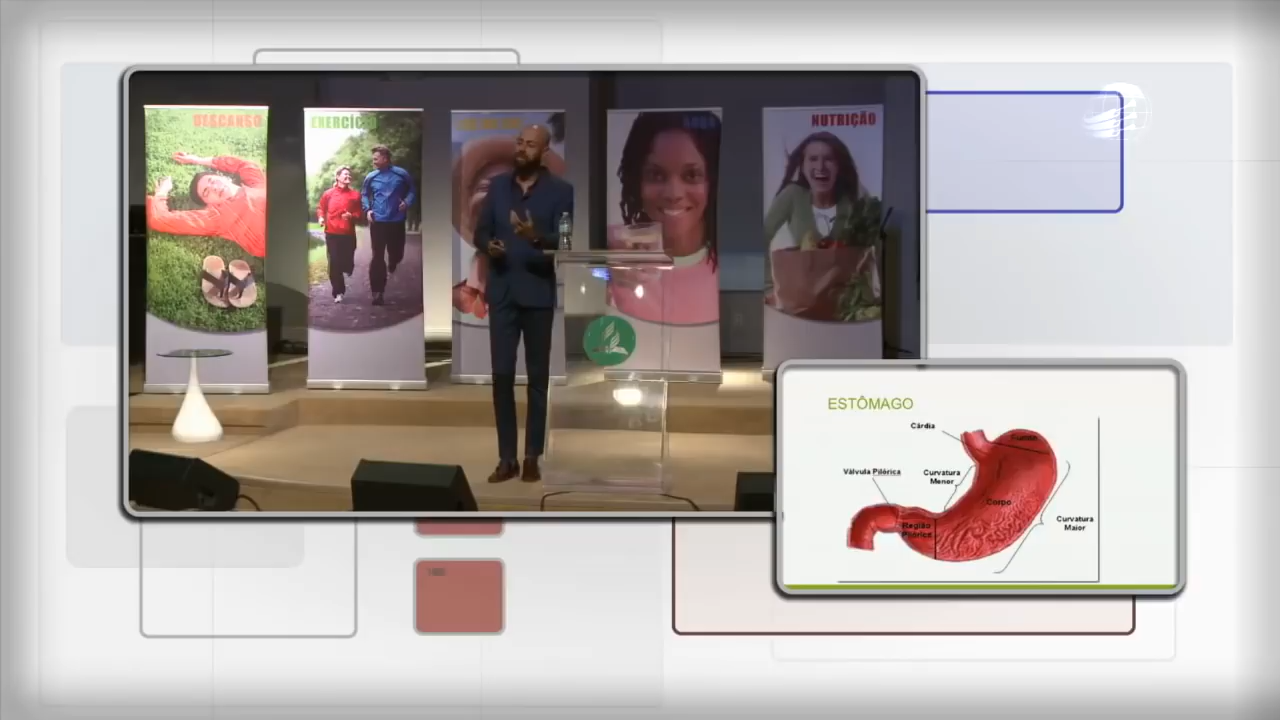 DESCANSO
EXERCÍCIO
NUTRIÇÃO
ESTÔMAGO
Cárdia
Fundo
Válvula Pilórica
Curvatura
Menor
Corpo
Região
Pilórica
Curvatura
Maior